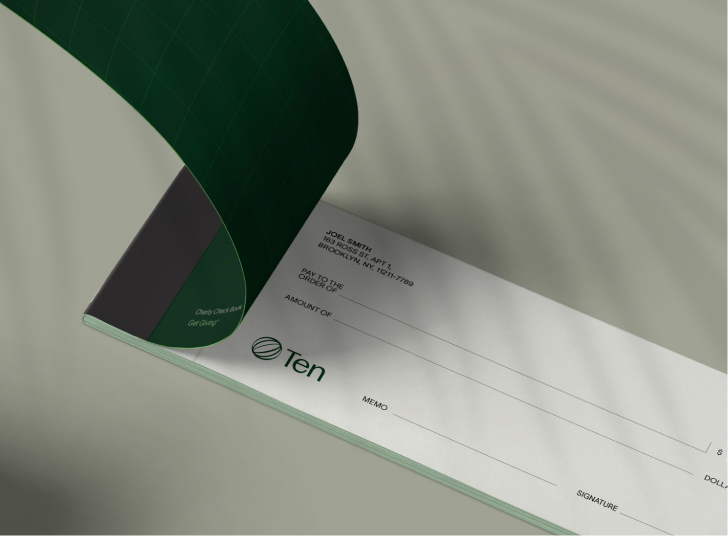 JOEL SMITH
163 ROSS ST, APT 1,
BROOKLYN, NY, 11211-7789
PAY TO THE
ORDER OF
$
AMOUNT OF
DOLLA
Charity Check Book
Get Giving™
Ten
MEMO
SIGNATURE